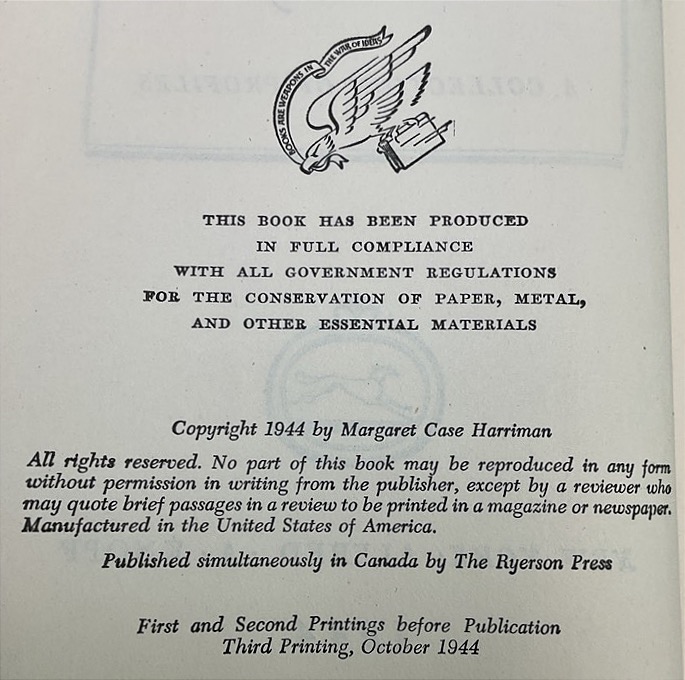 BOOKS ARE WEAPONS IN THE WAR OF IDEAS
THIS BOOK HAS BEEN PRODUCED
IN FULL COMPLIANCE
WITH ALL GOVERNMENT REGULATIONS
FOR THE CONSERVATION OF PAPER, METAL,
AND OTHER ESSENTIAL MATERIALS
Copyright 1944 by Margaret Case Harriman
All rights reserved. No part of this book may be reproduced in any form
without permission in writing from the publisher, except by a reviewer who
may quote brief passages in a review to be printed in a magazine or newspaper.
Manufactured in the United States of America.
Published simultaneously in Canada by The Ryerson Press
First and Second Printings before Publication
Third Printing, October 1944